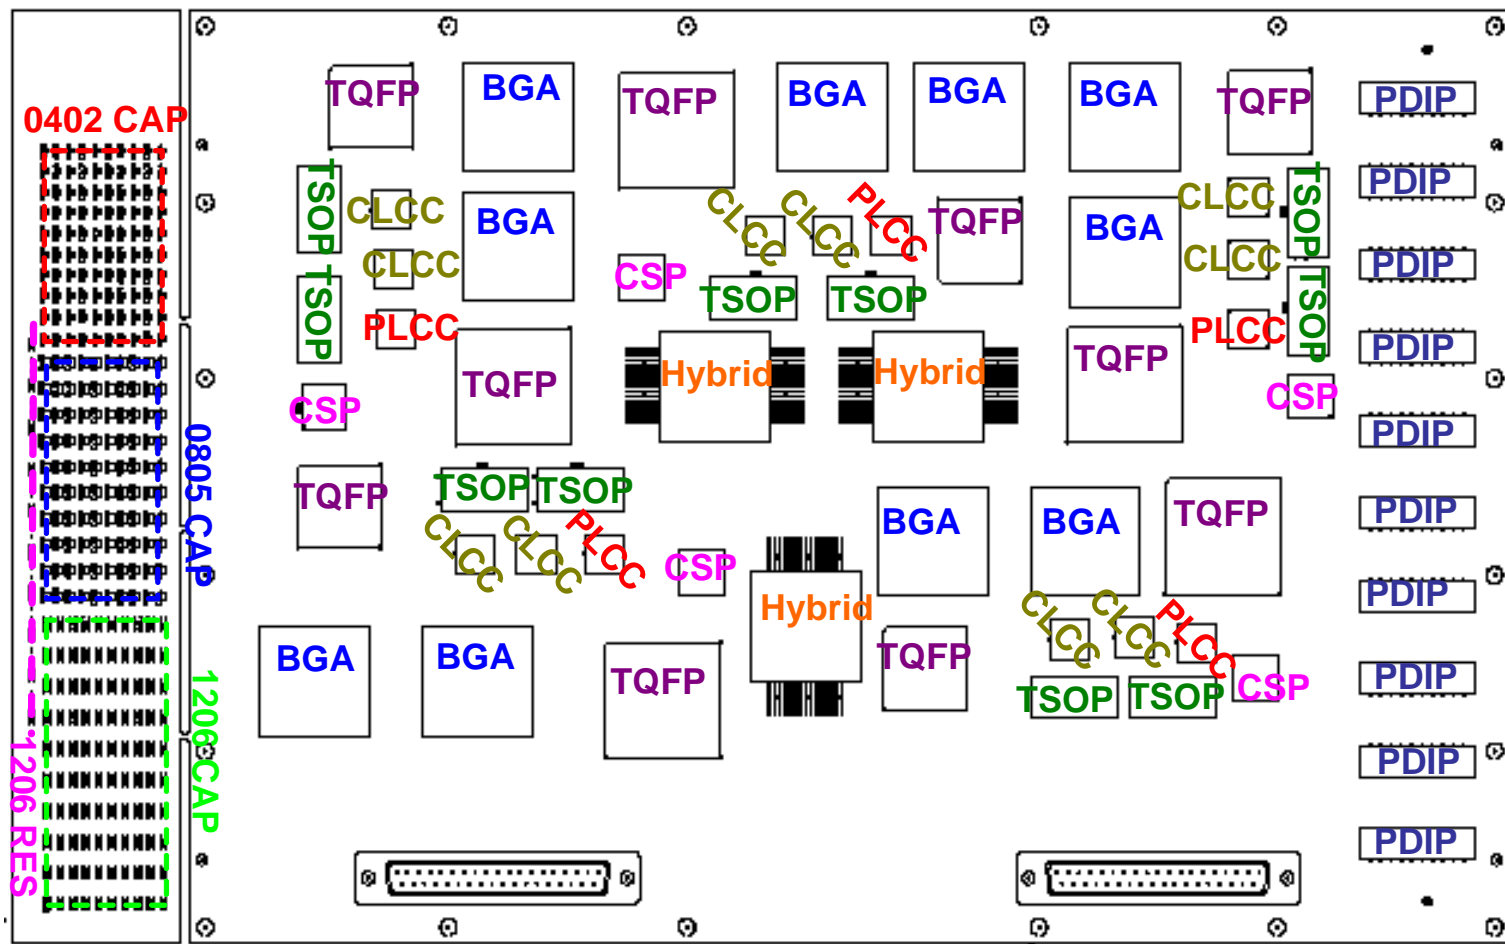 TQFP
BGA
TQFP
BGA
BGA
BGA
TQFP
PDIP
0402 CAP
TSOP
CLCC
BGA
CLCC
CLCC
PLCC
TQFP
BGA
CLCC
TSOP
PDIP
CLCC
CSP
TSOP
TSOP
CLCC
PDIP
TSOP
PLCC
TQFP
Hybrid
Hybrid
TQFP
PLCC
TSOP
PDIP
CSP
CSP
0805 CAP
PDIP
TQFP
TSOP
TSOP
BGA
BGA
TQFP
PDIP
CLCC
CLCC
PLCC
CSP
Hybrid
PDIP
BGA
BGA
TQFP
TQFP
CLCC
CLCC
PLCC
CSP
TSOP
TSOP
PDIP
1206 CAP
1206 RES
PDIP
PDIP